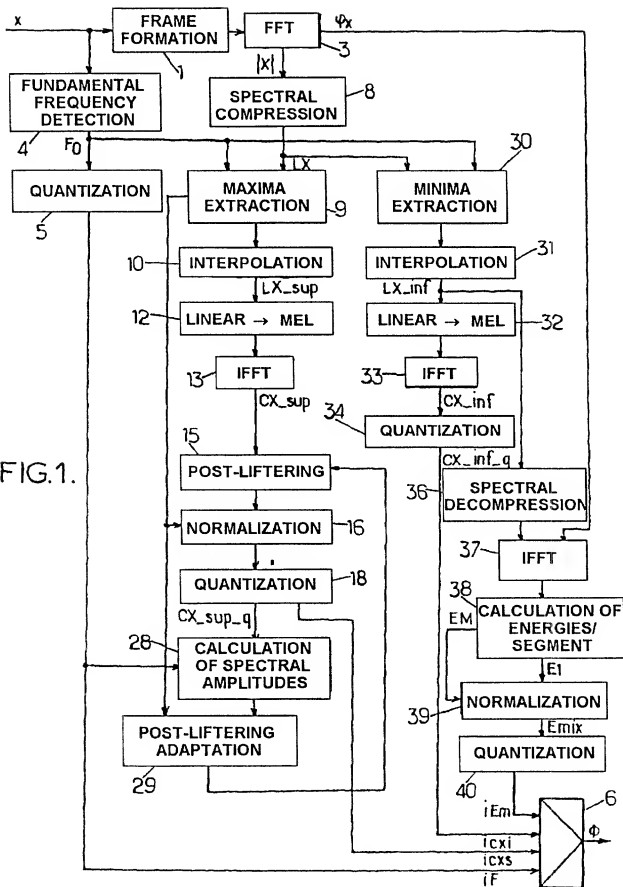 x
FRAME
FORMATION
1
FFT
3
φx
|X|
FUNDAMENTAL
FREQUENCY
DETECTION
4
F0
SPECTRAL
COMPRESSION
8
30
LX
QUANTIZATION
5
MAXIMA
EXTRACTION
9
MINIMA
EXTRACTION
10
INTERPOLATION
LX_sup
INTERPOLATION
31
LX_inf
12
LINEAR → MEL
LINEAR → MEL
32
13
IFFT
CX_sup
33
IFFT
CX_inf
34
QUANTIZATION
CX_inf_q
FIG.1.
15
POST-LIFTERING
36
SPECTRAL
DECOMPRESSION
NORMALIZATION
16
37
IFFT
QUANTIZATION
18
CX_sup_q
38
EM
CALCULATION OF
ENERGIES/
SEGMENT
E1
28
CALCULATION
OF SPECTRAL
AMPLITUDES
NORMALIZATION
39
Emix
POST-LIFTERING
ADAPTATION
29
QUANTIZATION
40
6
iEm
Φ
icxi
icxs
iF